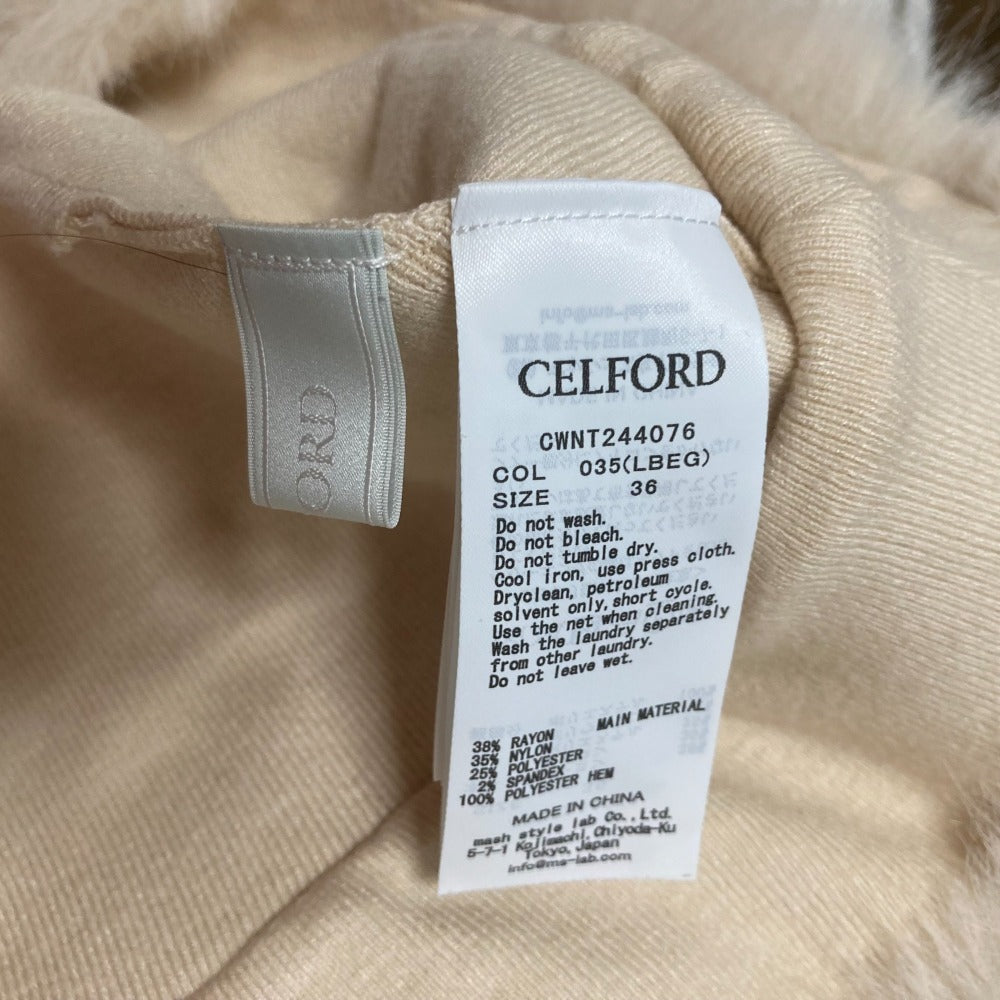 ORD
CELFORD
CWNT244076
COL 035(LBEG)
SIZE 36
Do not wash.
Do not bleach.
Do not tumble dry.
Cool iron, use press cloth.
Dryclean, petroleum
solvent only, short cycle.
Use the net when cleaning.
Wash the laundry separately
from other laundry.
Do not leave wet.
MAIN MATERIAL
38% RAYON
35% NYLON
25% POLYESTER
2% SPANDEX
100% POLYESTER HEM
MADE IN CHINA
mash style lab Co.,Ltd.
5-7-1 Kojimachi, Chiyoda-Ku
Tokyo, Japan
info@ms-lab.com